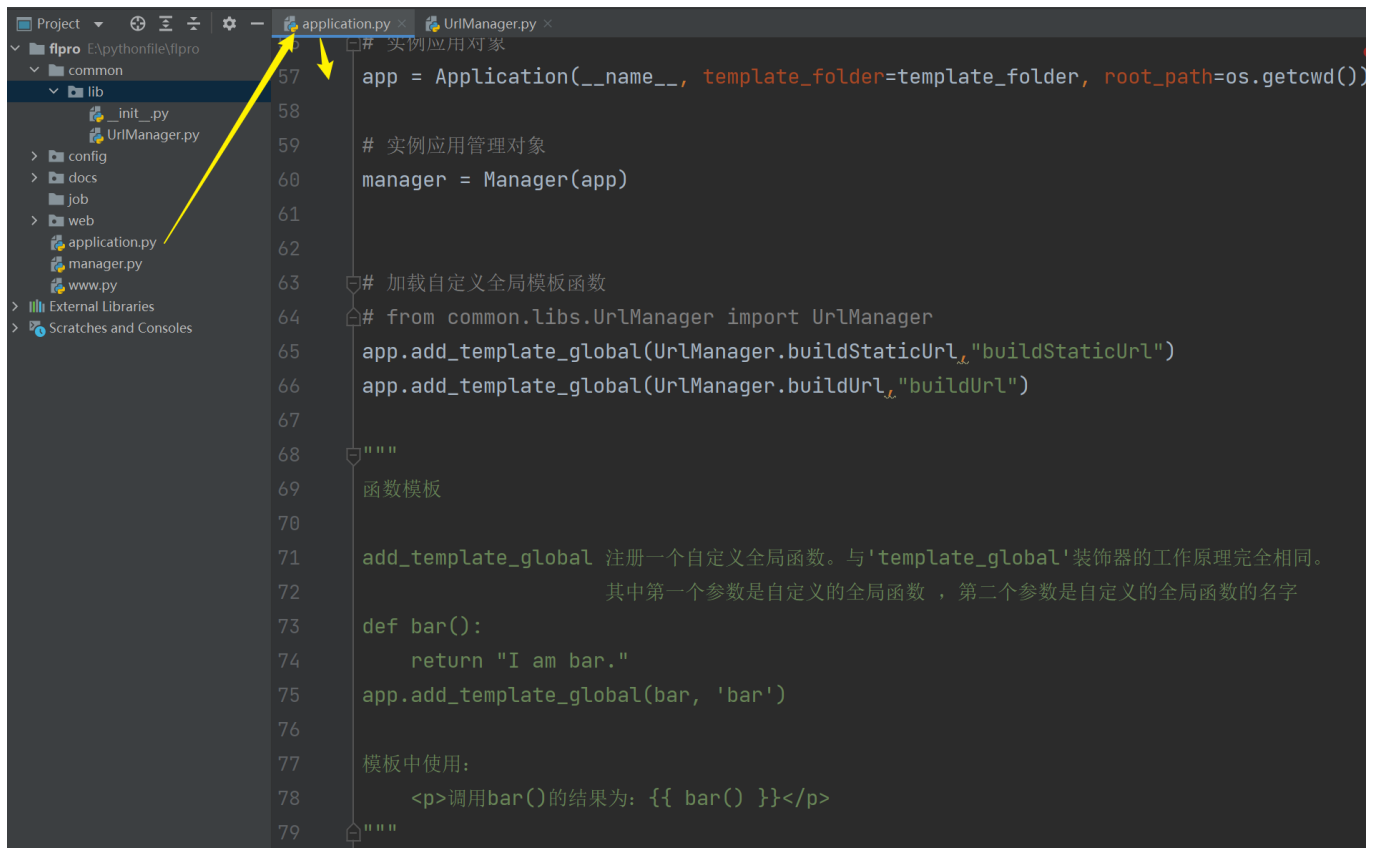 Project
application.py
UrlManager.py
flpro E:\pythonfile\flpro
common
lib
__init__.py
UrlManager.py
config
docs
job
web
application.py
manager.py
www.py
External Libraries
Scratches and Consoles
# 实例应用对象
57 app = Application(__name__, template_folder=template_folder, root_path=os.getcwd())
58
59 # 实例应用管理对象
60 manager = Manager(app)
61
62
63 # 加载自定义全局模板函数
64 # from common.libs.UrlManager import UrlManager
65 app.add_template_global(UrlManager.buildStaticUrl,"buildStaticUrl")
66 app.add_template_global(UrlManager.buildUrl,"buildUrl")
67
68 """
69 函数模板
70
71 add_template_global 注册一个自定义全局函数。与'template_global'装饰器的工作原理完全相同。
72 其中第一个参数是自定义的全局函数 ，第二个参数是自定义的全局函数的名字
73 def bar():
74 return "I am bar."
75 app.add_template_global(bar, 'bar')
76
77 模板中使用：
78 <p>调用bar()的结果为：{{ bar() }}</p>
79 """